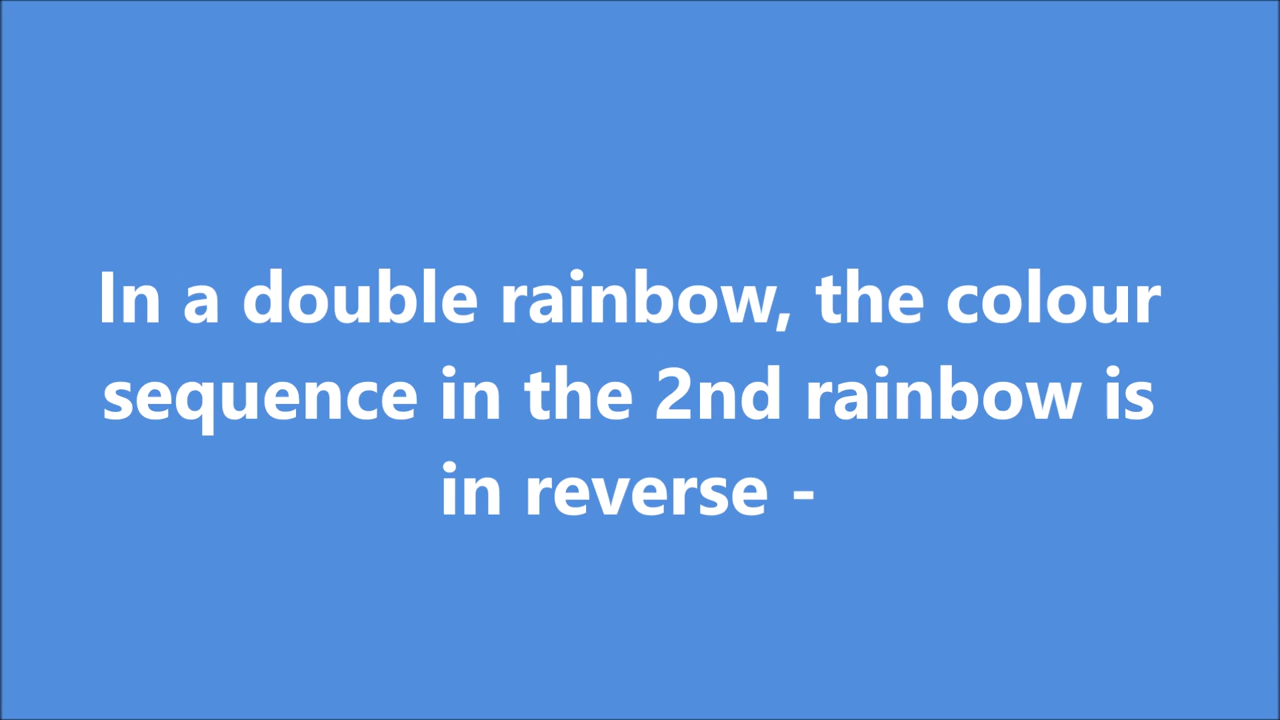 In a double rainbow, the colour
sequence in the 2nd rainbow is
in reverse -